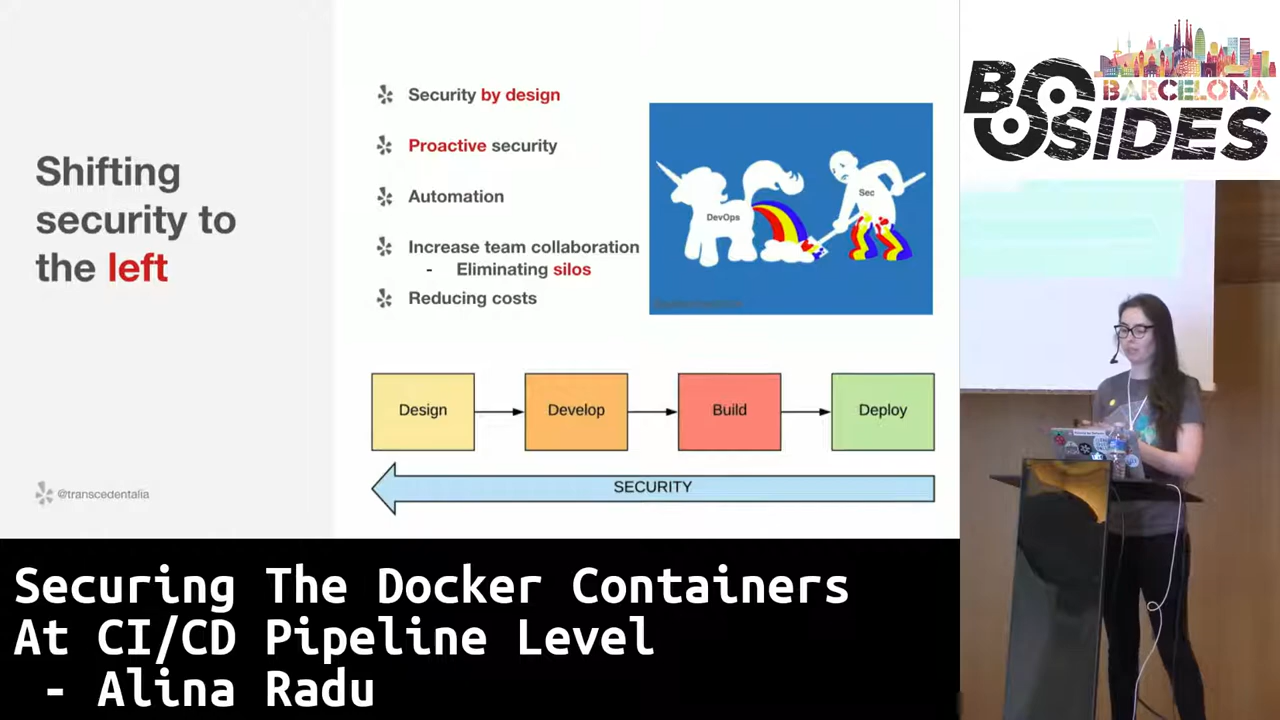 Shifting
security to
the left
Security by design
Proactive security
Automation
Increase team collaboration
- Eliminating silos
Reducing costs
DevOps
Sec
Design
Develop
Build
Deploy
SECURITY
@transcedentalia
BSIDES
BARCELONA
Securing The Docker Containers
At CI/CD Pipeline Level
- Alina Radu